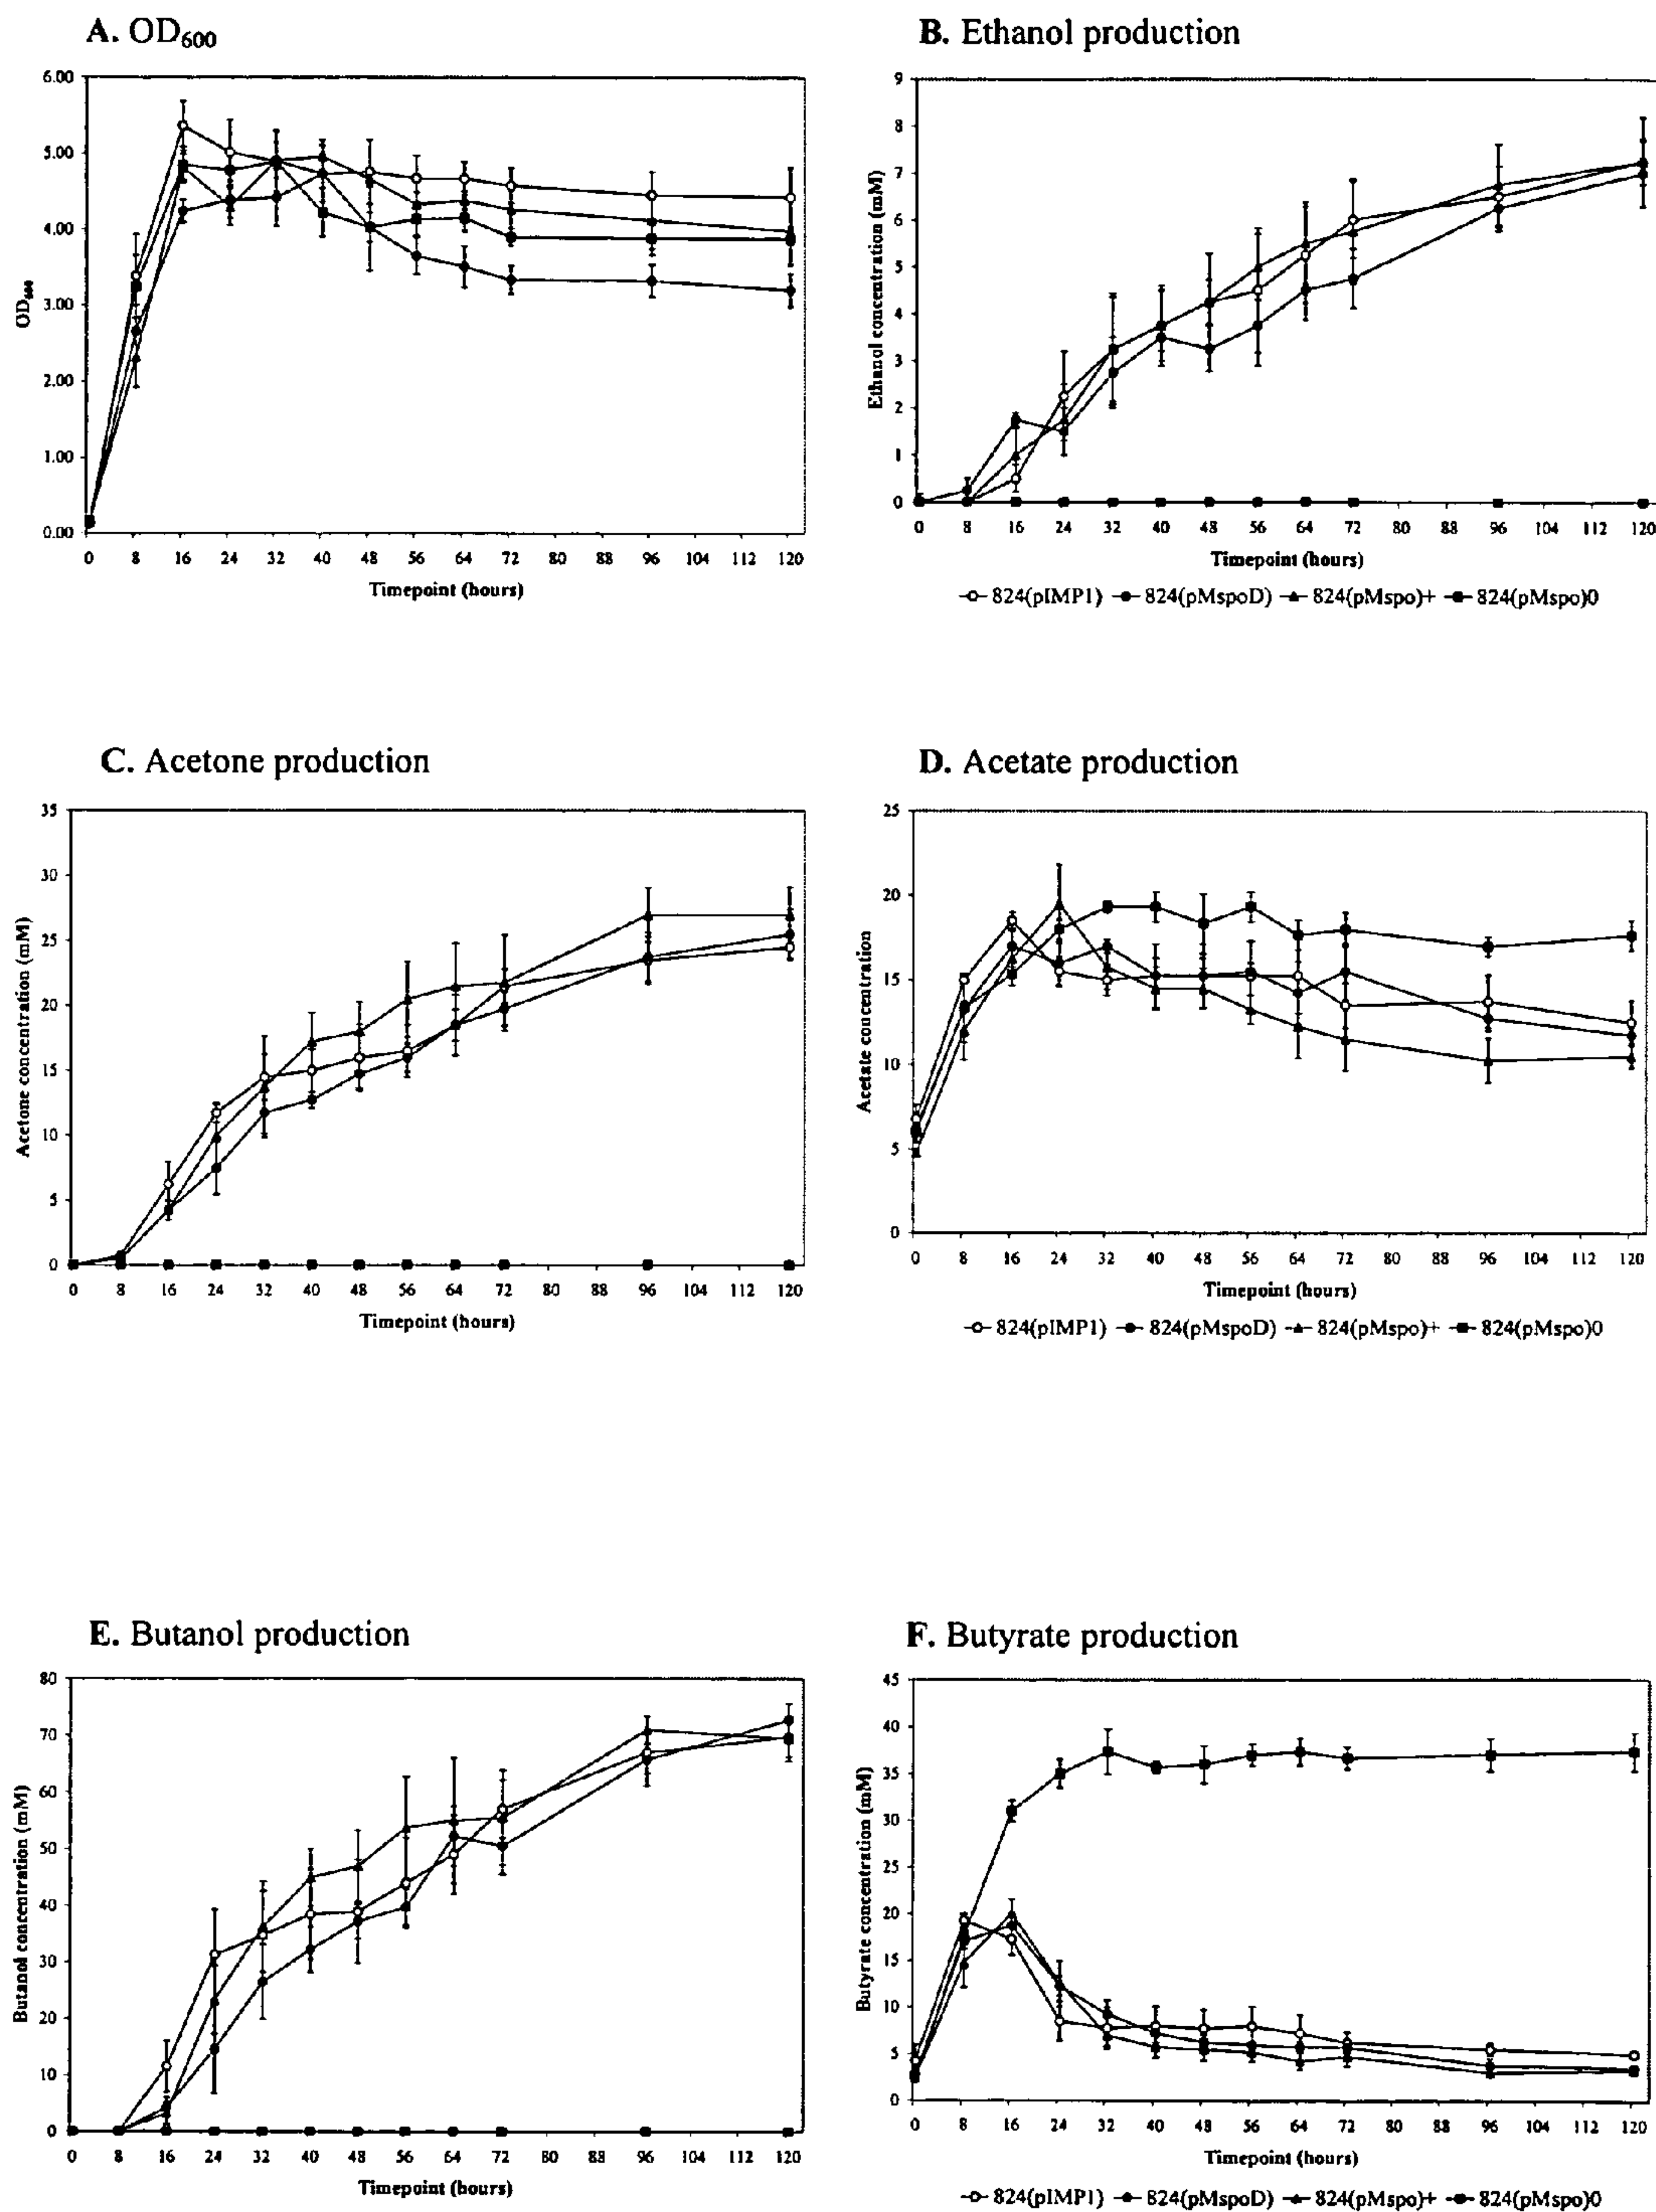 A. OD600
B. Ethanol production
6.00
5.00
4.00
3.00
2.00
1.00
0.00
OD600
0 8 16 24 32 40 48 56 64 72 80 88 96 104 112 120
Timepoint (hours)
9
8
7
6
5
4
3
2
1
0
Ethanol concentration (mM)
0 8 16 24 32 40 48 56 64 72 80 88 96 104 112 120
Timepoint (hours)
824(pIMP1) 824(pMspoD) 824(pMspo)+ 824(pMspo)0
C. Acetone production
D. Acetate production
35
30
25
20
15
10
5
0
Acetone concentration (mM)
0 8 16 24 32 40 48 56 64 72 80 88 96 104 112 120
Timepoint (hours)
25
20
15
10
5
0
Acetate concentration
0 8 16 24 32 40 48 56 64 72 80 88 96 104 112 120
Timepoint (hours)
824(pIMP1) 824(pMspoD) 824(pMspo)+ 824(pMspo)0
E. Butanol production
F. Butyrate production
80
70
60
50
40
30
20
10
0
Butanol concentration (mM)
0 8 16 24 32 40 48 56 64 72 80 88 96 104 112 120
Timepoint (hours)
45
40
35
30
25
20
15
10
5
0
Butyrate concentration (mM)
0 8 16 24 32 40 48 56 64 72 80 88 96 104 112 120
Timepoint (hours)
824(pIMP1) 824(pMspoD) 824(pMspo)+ 824(pMspo)0